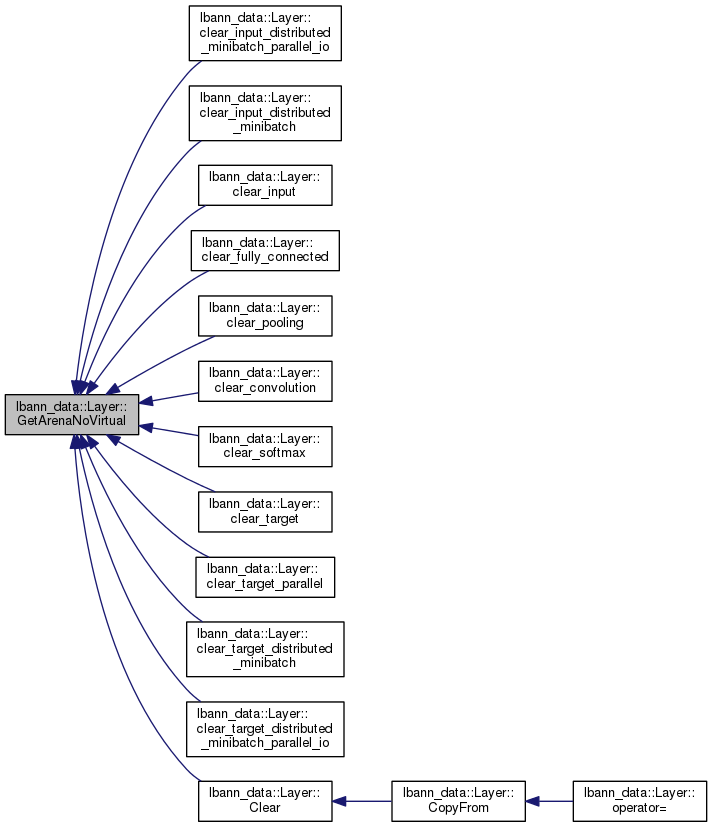 lbann_data::Layer::
clear_input_distributed
_minibatch_parallel_io
lbann_data::Layer::
clear_input_distributed
_minibatch
lbann_data::Layer::
clear_input
lbann_data::Layer::
clear_fully_connected
lbann_data::Layer::
clear_pooling
lbann_data::Layer::
clear_convolution
lbann_data::Layer::
GetArenaNoVirtual
lbann_data::Layer::
clear_softmax
lbann_data::Layer::
clear_target
lbann_data::Layer::
clear_target_parallel
lbann_data::Layer::
clear_target_distributed
_minibatch
lbann_data::Layer::
clear_target_distributed
_minibatch_parallel_io
lbann_data::Layer::
Clear
lbann_data::Layer::
CopyFrom
lbann_data::Layer::
operator=